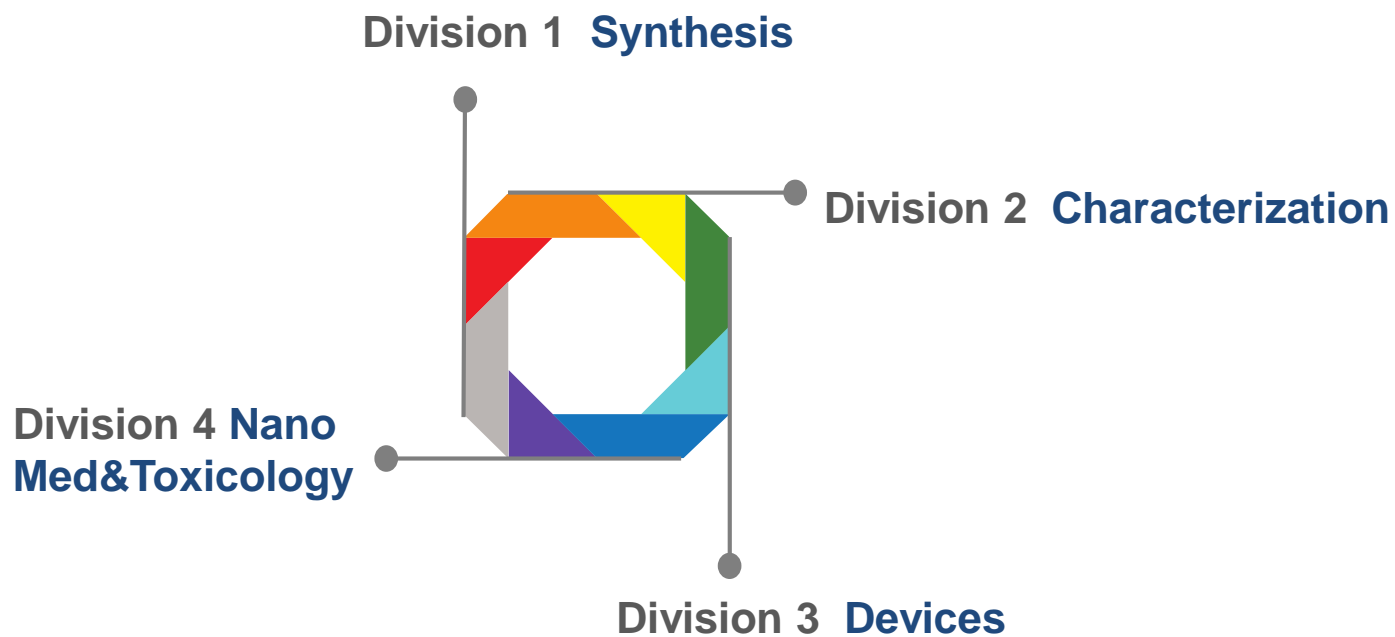 Division 1 Synthesis
Division 2 Characterization
Division 4 Nano
Med&Toxicology
Division 3 Devices